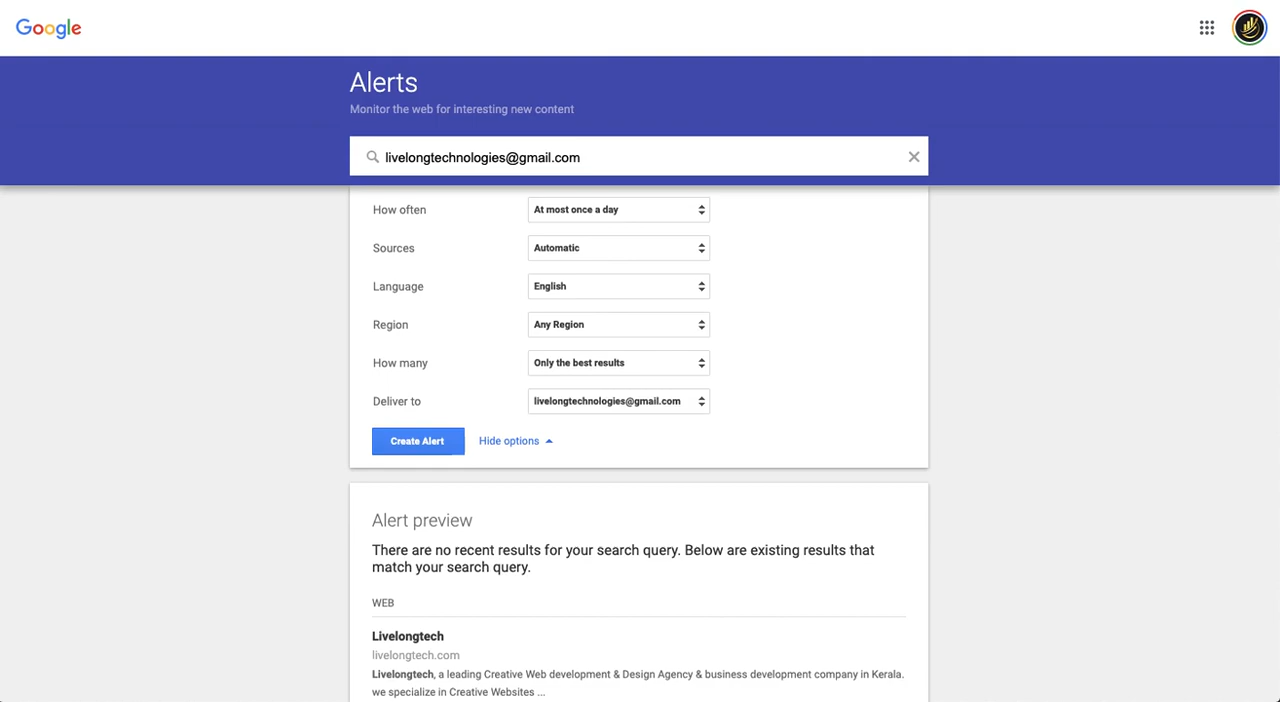 Google
Alerts
Monitor the web for interesting new content
livelongtechnologies@gmail.com
How often At most once a day
Sources Automatic
Language English
Region Any Region
How many Only the best results
Deliver to livelongtechnologies@gmail.com
Create Alert Hide options
Alert preview
There are no recent results for your search query. Below are existing results that
match your search query.
WEB
Livelongtech
livelongtech.com
Livelongtech, a leading Creative Web development & Design Agency & business development company in Kerala.
we specialize in Creative Websites ...